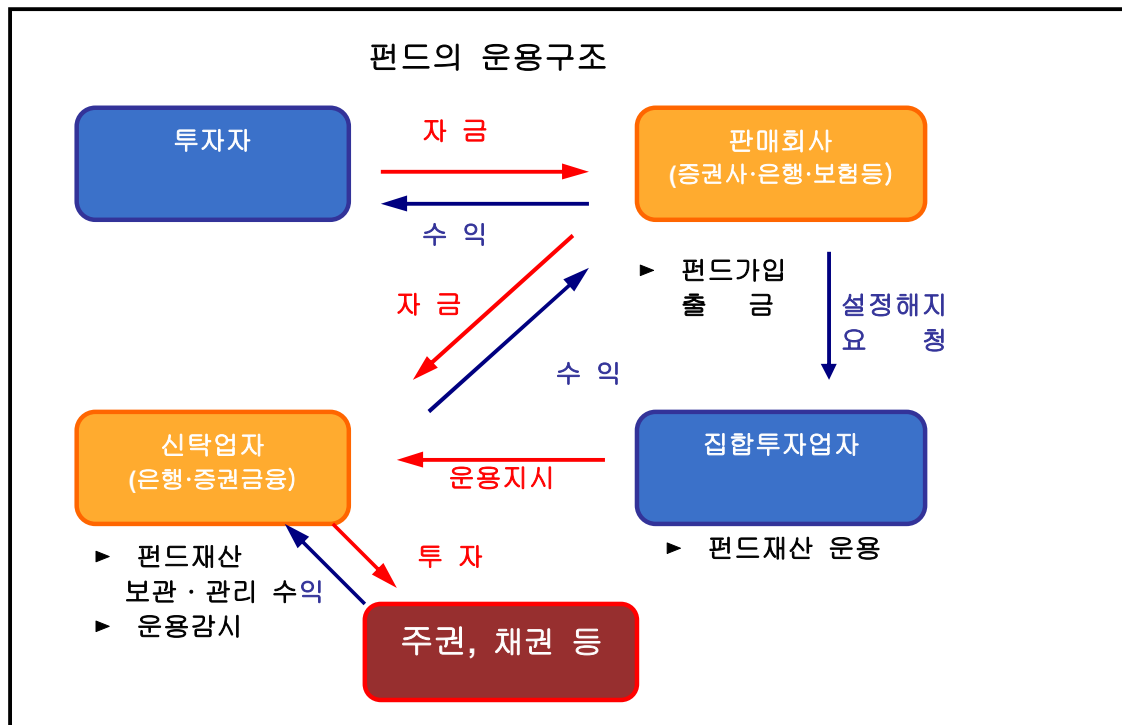 펀드의 운용구조
투자자
자 금
판매회사
(증권사·은행·보험등)
수 익
► 펀드가입
출 금
자 금
설정해지
요 청
수 익
신탁업자
(은행·증권금융)
집합투자업자
운용지시
► 펀드재산
보관·관리 수익
► 운용감시
투 자
► 펀드재산 운용
주권, 채권 등